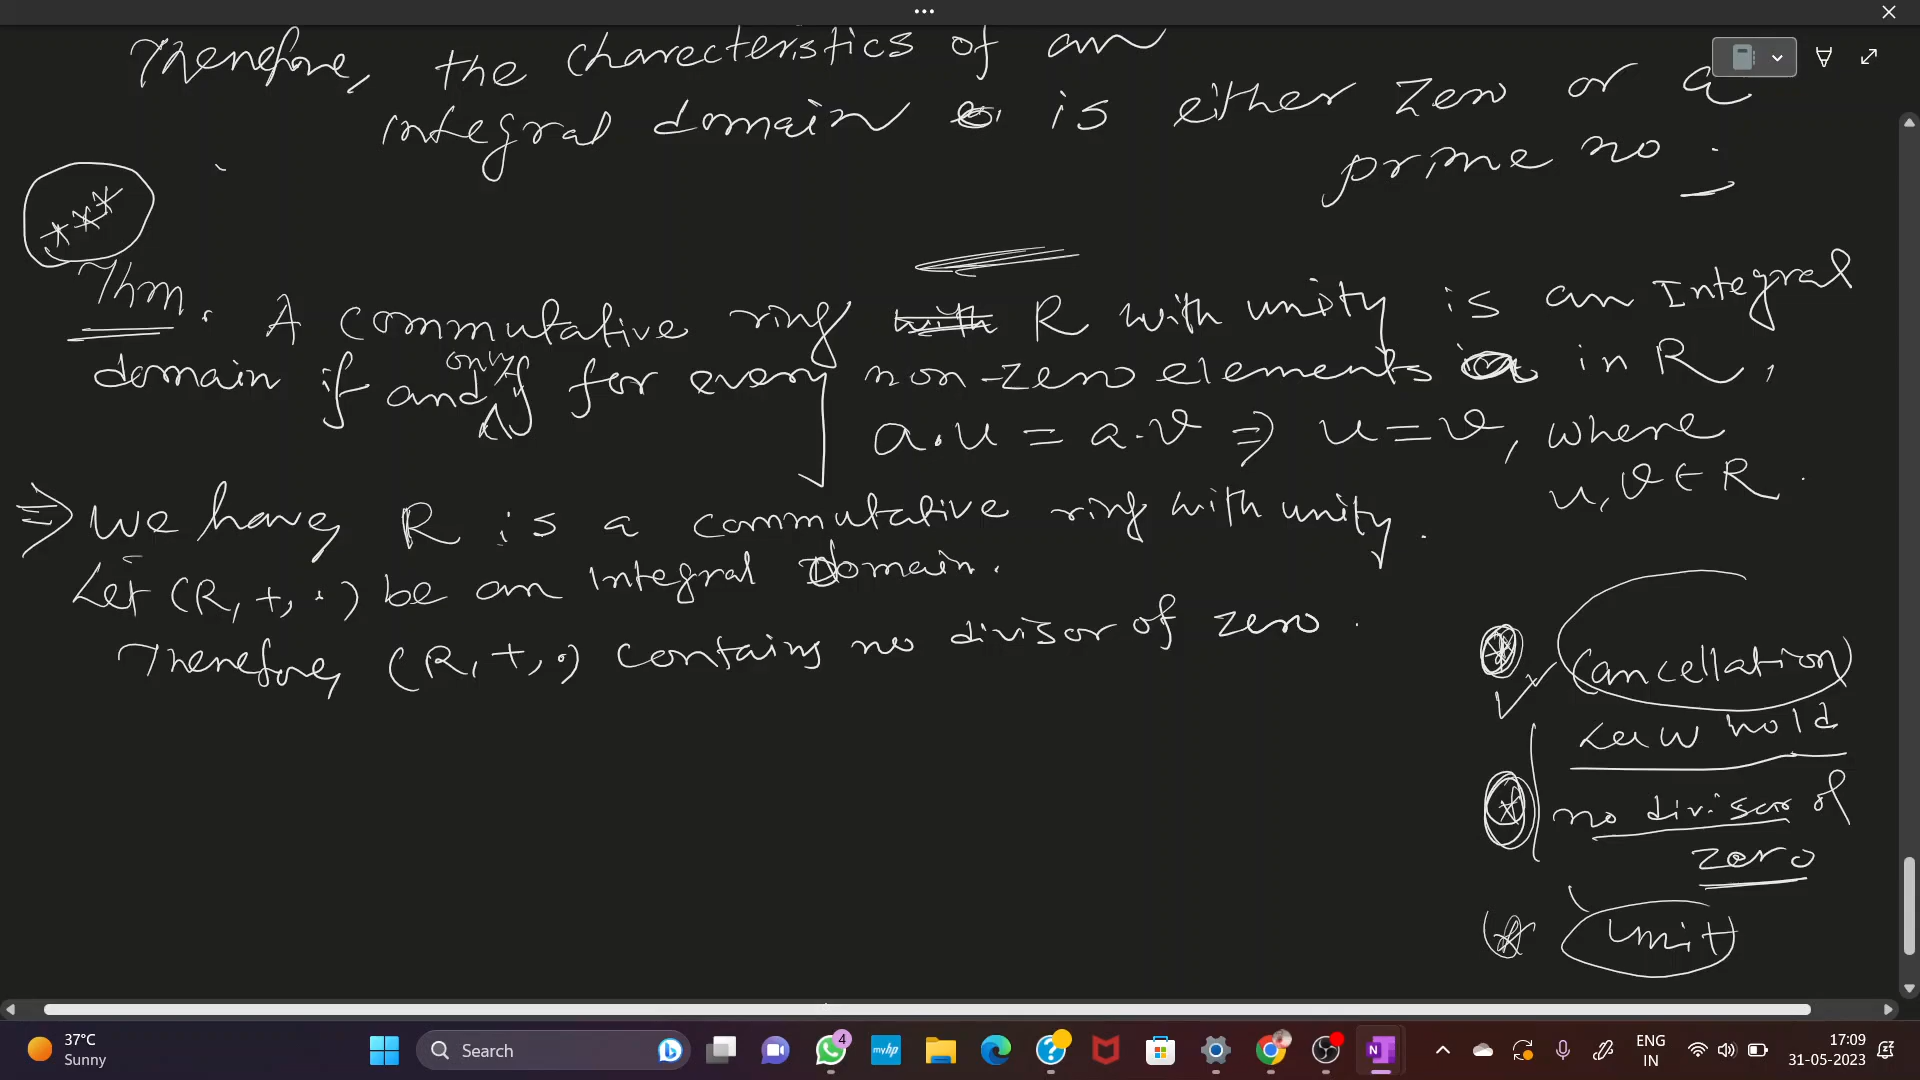 Therefore, the charecteristics of an
integral domain is either zero or a
prime no.
***
Thm. A commutative ring with R with unity is an Integral
domain if and only if for every non-zero elements a in R,
a.u = a.v ⇒ u = v, where
u, v ∈ R.
⇒ We have, R is a commutative ring with unity.
Let (R, +, .) be an Integral Domain.
Therefore, (R, +, .) contains no divisor of zero.
Cancellation
Law hold
no divisor of
zero
unit
37°C
Sunny
Search
4
myhp
N
ENG
IN
17:09
31-05-2023